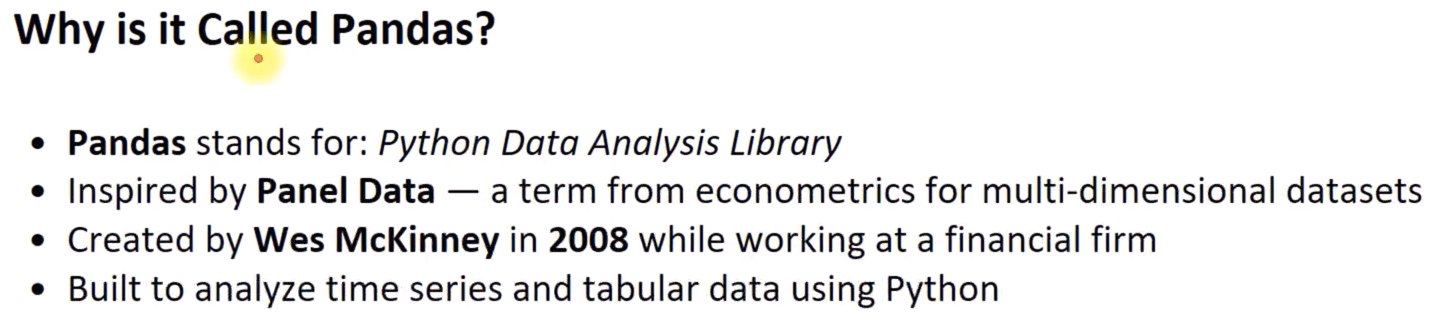 Why is it Called Pandas?
• Pandas stands for: Python Data Analysis Library
• Inspired by Panel Data — a term from econometrics for multi-dimensional datasets
• Created by Wes McKinney in 2008 while working at a financial firm
• Built to analyze time series and tabular data using Python